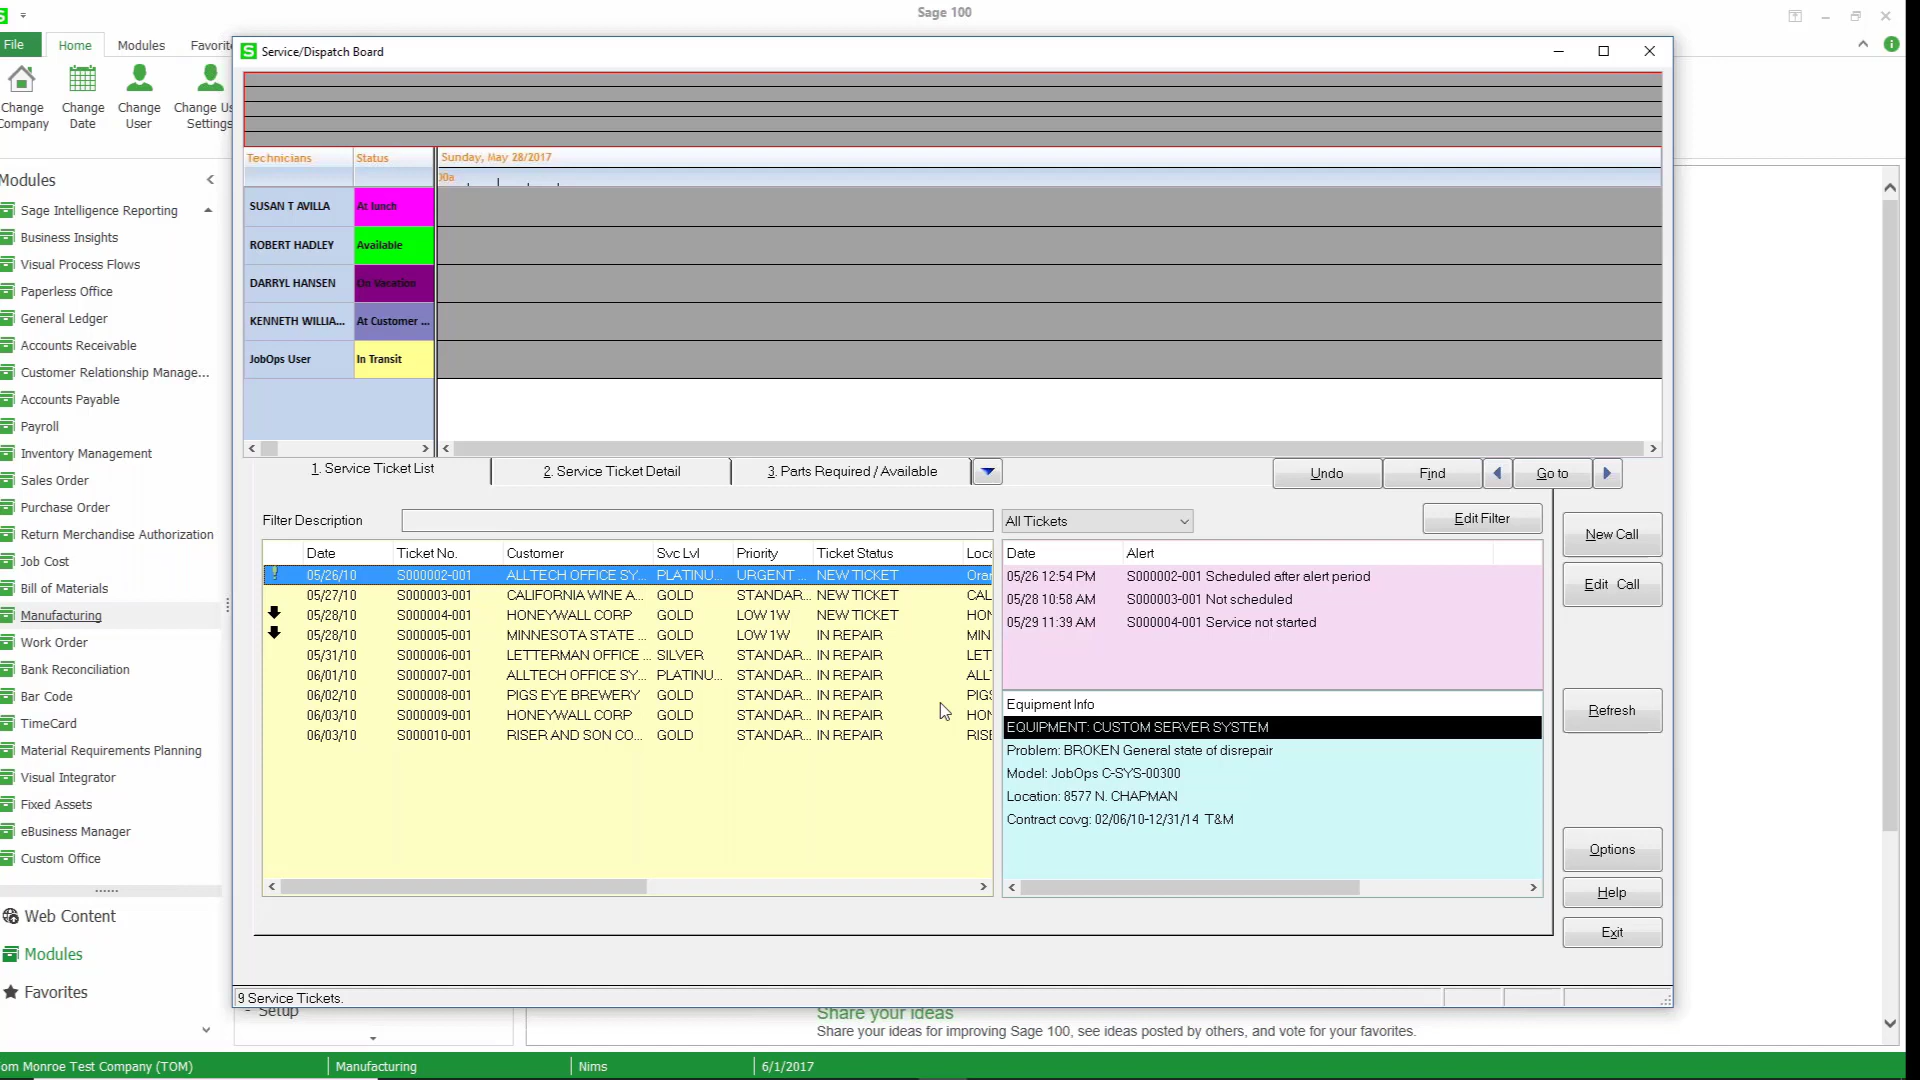 Sage 100
File
Home
Modules
Service/Dispatch Board
Change
Company
Change
Date
Change
User
Settings
Technicians
Status
Sunday, May 28/2017
00a
SUSAN T AVILLA
At lunch
ROBERT HADLEY
Available
DARRYL HANSEN
On Vacation
KENNETH WILLIA...
At Customer ...
JobOps User
In Transit
Modules
Sage Intelligence Reporting
Business Insights
Visual Process Flows
Paperless Office
General Ledger
Accounts Receivable
Customer Relationship Manage...
Accounts Payable
Payroll
Inventory Management
Sales Order
Purchase Order
Return Merchandise Authorization
Job Cost
Bill of Materials
Manufacturing
Work Order
Bank Reconciliation
Bar Code
TimeCard
Material Requirements Planning
Visual Integrator
Fixed Assets
eBusiness Manager
Custom Office
Web Content
Modules
Favorites
1. Service Ticket List
2. Service Ticket Detail
3. Parts Required / Available
Undo
Find
Go to
Filter Description
All Tickets
Edit Filter
Date Ticket No. Customer Svc Lvl Priority Ticket Status
05/26/10 S000002-001 ALLTECH OFFICE SY... PLATINU... URGENT ... NEW TICKET
05/27/10 S000003-001 CALIFORNIA WINE A... GOLD STANDAR... NEW TICKET CAL
05/28/10 S000004-001 HONEYWALL CORP GOLD LOW 1W NEW TICKET HON
05/28/10 S000005-001 MINNESOTA STATE ... GOLD LOW 1W IN REPAIR MIN
05/31/10 S000006-001 LETTERMAN OFFICE ... SILVER STANDAR... IN REPAIR LET
06/01/10 S000007-001 ALLTECH OFFICE SY... PLATINU... STANDAR... IN REPAIR ALL
06/02/10 S000008-001 PIGS EYE BREWERY GOLD STANDAR... IN REPAIR PIGS
06/03/10 S000009-001 HONEYWALL CORP GOLD STANDAR... IN REPAIR HON
06/03/10 S000010-001 RISER AND SON CO... GOLD STANDAR... IN REPAIR RISE
Date Alert
05/26 12:54 PM S000002-001 Scheduled after alert period
05/28 10:58 AM S000003-001 Not scheduled
05/29 11:39 AM S000004-001 Service not started
Equipment Info
EQUIPMENT: CUSTOM SERVER SYSTEM
Problem: BROKEN General state of disrepair
Model: JobOps C-SYS-00300
Location: 8577 N. CHAPMAN
Contract covg: 02/06/10-12/31/14 T&M
New Call
Edit Call
Refresh
Options
Help
Exit
9 Service Tickets.
Setup
Share your ideas
Share your ideas for improving Sage 100, see ideas posted by others, and vote for your favorites.
om Monroe Test Company (TOM)
Manufacturing
Nims
6/1/2017